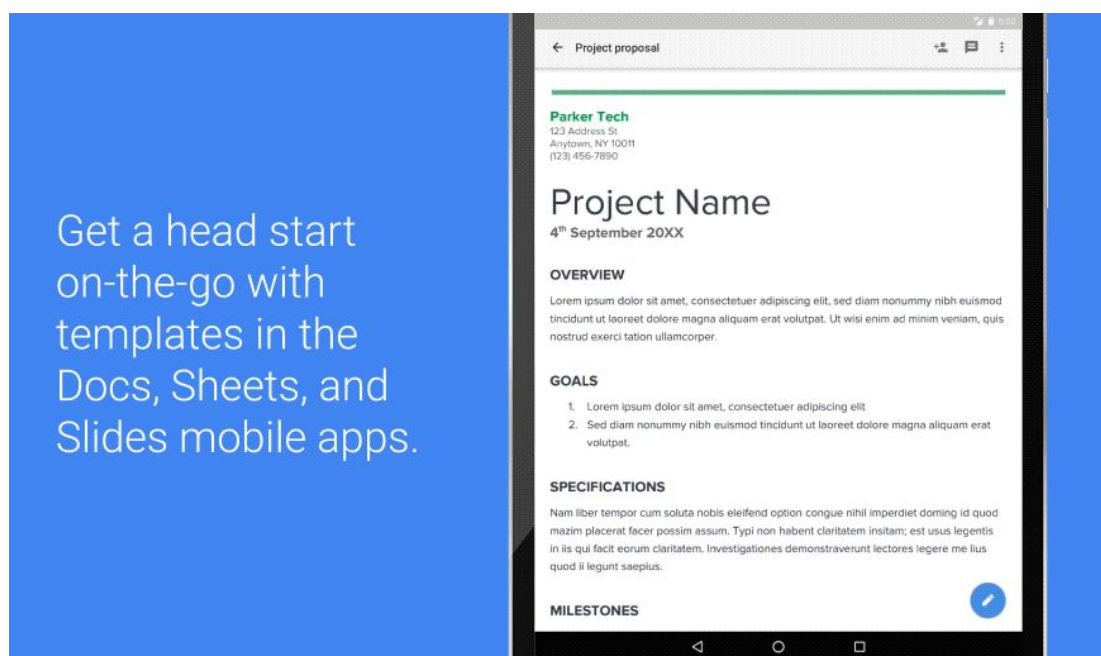 Get a head start
on-the-go with
templates in the
Docs, Sheets, and
Slides mobile apps.
5:00
Project proposal
Parker Tech
123 Address St
Anytown, NY 10011
(123) 456-7890
Project Name
4th September 20XX
OVERVIEW
Lorem ipsum dolor sit amet, consectetuer adipiscing elit, sed diam nonummy nibh euismod
tincidunt ut laoreet dolore magna aliquam erat volutpat. Ut wisi enim ad minim veniam, quis
nostrud exerci tation ullamcorper.
GOALS
1. Lorem ipsum dolor sit amet, consectetuer adipiscing elit
2. Sed diam nonummy nibh euismod tincidunt ut laoreet dolore magna aliquam erat
volutpat.
SPECIFICATIONS
Nam liber tempor cum soluta nobis eleifend option congue nihil imperdiet doming id quod
mazim placerat facer possim assum. Typi non habent claritatem insitam; est usus legentis
in iis qui facit eorum claritatem. Investigationes demonstraverunt lectores legere me lius
quod ii legunt saepius.
MILESTONES